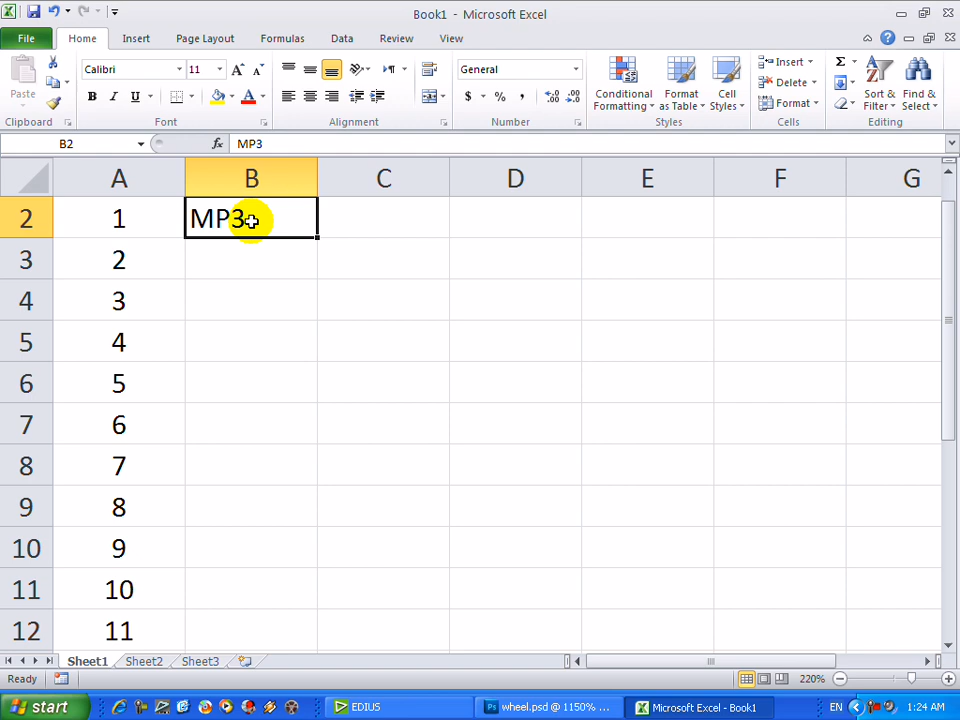 Book1 - Microsoft Excel
File Home Insert Page Layout Formulas Data Review View
Paste
Clipboard
Calibri 11
B I U
Font
Alignment
General
$ % ,
Number
Conditional Formatting
Format as Table
Cell Styles
Styles
Insert
Delete
Format
Cells
Σ
Sort & Filter
Find & Select
Editing
B2 fx MP3
A B C D E F G
2 1 MP3
3 2
4 3
5 4
6 5
7 6
8 7
9 8
10 9
11 10
12 11
Sheet1 Sheet2 Sheet3
Ready 220%
start EDIUS wheel.psd @ 1150% ... Microsoft Excel - Book1 EN 1:24 AM